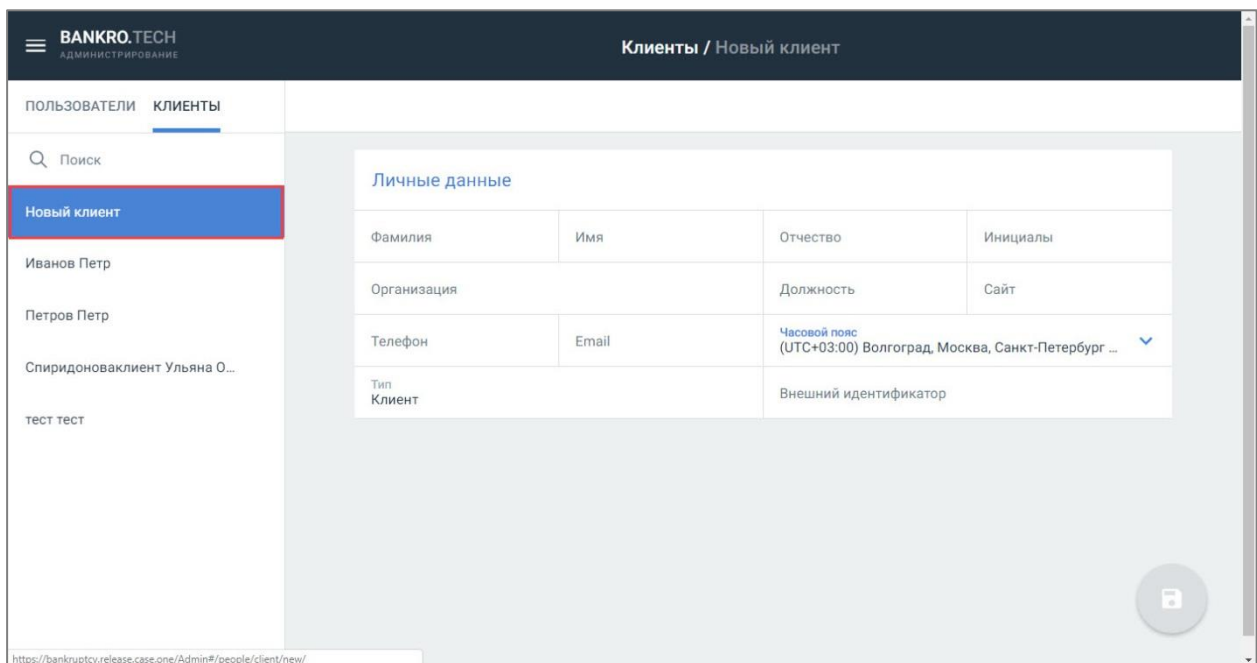 BANKRO.TECH
АДМИНИСТРИРОВАНИЕ
Клиенты / Новый клиент
ПОЛЬЗОВАТЕЛИ КЛИЕНТЫ
Поиск
Новый клиент
Иванов Петр
Петров Петр
Спиридоноваклиент Ульяна О...
тест тест
Личные данные
Фамилия Имя Отчество Инициалы
Организация Должность Сайт
Телефон Email Часовой пояс
(UTC+03:00) Волгоград, Москва, Санкт-Петербург ...
Тип
Клиент Внешний идентификатор
https://bankruptcy.release.case.one/Admin#/people/client/new/